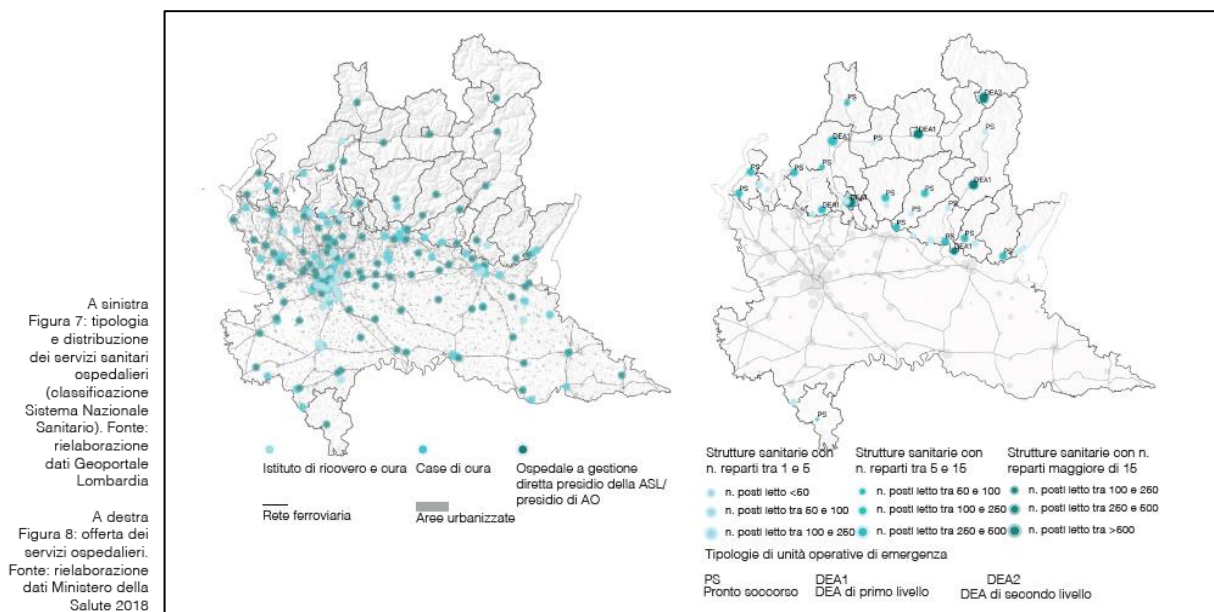 A sinistra
Figura 7: tipologia
e distribuzione
dei servizi sanitari
ospedalieri
(classificazione
Sistema Nazionale
Sanitario). Fonte:
rielaborazione
dati Geoportale
Lombardia
A destra
Figura 8: offerta dei
servizi ospedalieri.
Fonte: rielaborazione
dati Ministero della
Salute 2018
Istituto di ricovero e cura
Case di cura
Ospedale a gestione
diretta presidio della ASL/
presidio di AO
Rete ferroviaria
Aree urbanizzate
DEA2
PS
PS
DEA1
PS
DEA1
PS
PS
PS
DEA1
PS
PS
PS
DEA1
PS
PS
PS
DEA1
PS
PS
Strutture sanitarie con
n. reparti tra 1 e 5
n. posti letto <50
n. posti letto tra 50 e 100
n. posti letto tra 100 e 250
Strutture sanitarie con
n. reparti tra 5 e 15
n. posti letto tra 50 e 100
n. posti letto tra 100 e 250
n. posti letto tra 250 e 500
Strutture sanitarie con n.
reparti maggiore di 15
n. posti letto tra 100 e 250
n. posti letto tra 250 e 500
n. posti letto tra >500
Tipologie di unità operative di emergenza
PS
Pronto soccorso
DEA1
DEA di primo livello
DEA2
DEA di secondo livello